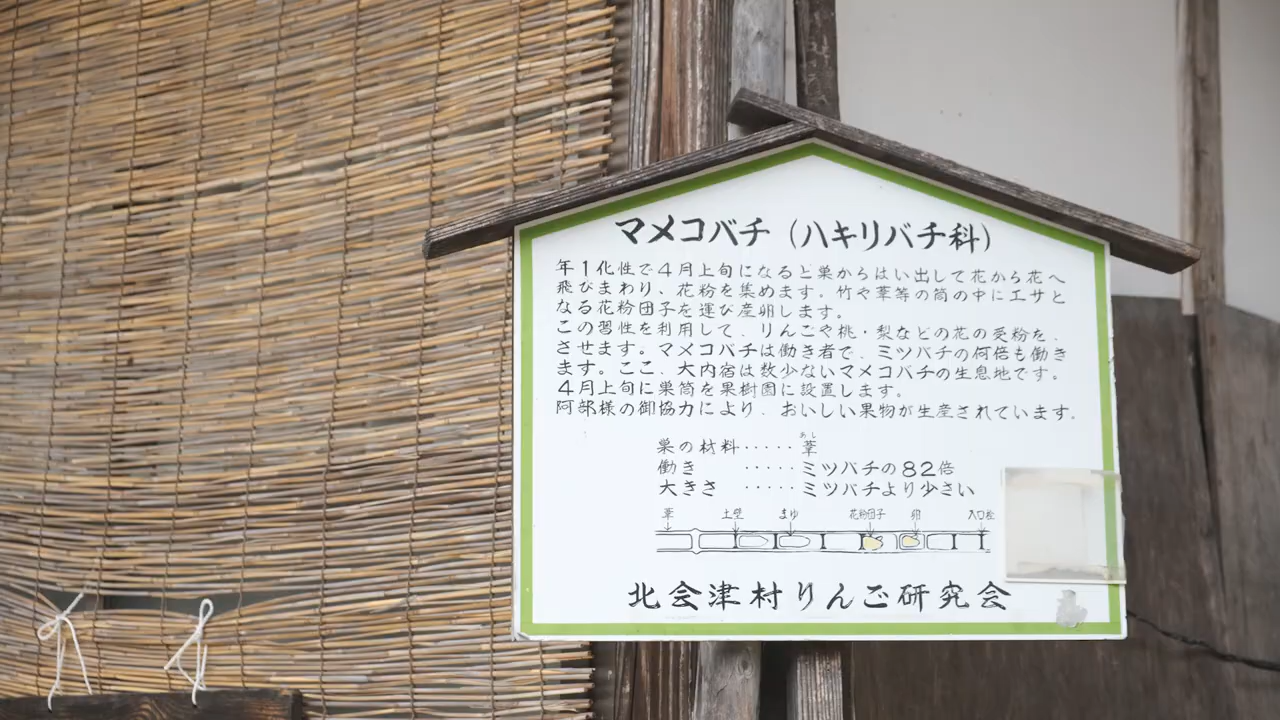 マメコバチ（ハキリバチ科）
年１化性で４月上旬になると巣からはい出して花から花へ
飛びまわり、花粉を集めます。竹や葦等の筒の中にエサと
なる花粉団子を運び産卵します。
この習性を利用して、りんごや桃・梨などの花の受粉を、
させます。マメコバチは働き者で、ミツバチの何倍も働き
ます。ここ、大内宿は数少ないマメコバチの生息地です。
４月上旬に巣筒を果樹園に設置します。
阿部様の御協力により、おいしい果物が生産されています。
あし
巣の材料・・・・・葦
働き ・・・・・ミツバチの８２倍
大きさ ・・・・・ミツバチより少さい
葦 土壁 まゆ 花粉団子 卵 入口栓
北会津村りんご研究会